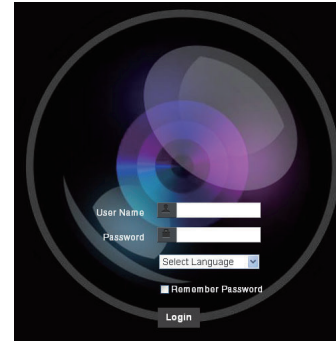 User Name
Password
Select Language
Remember Password
Login